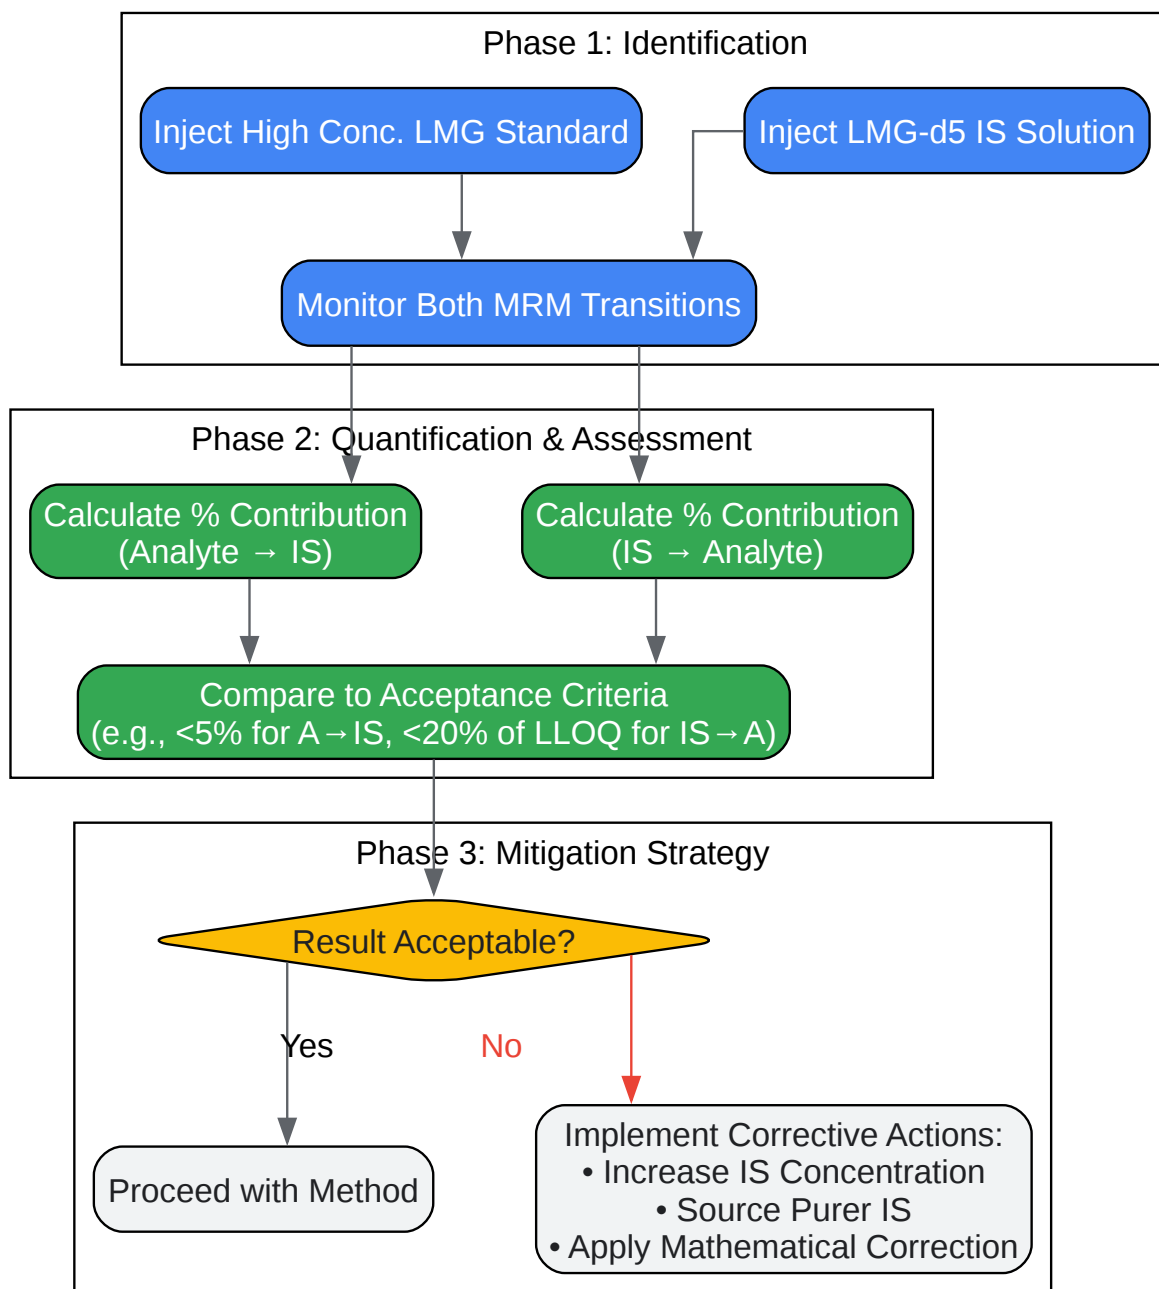 Phase 1: Identification
Inject High Conc. LMG Standard
Inject LMG-d5 IS Solution
Monitor Both MRM Transitions
Phase 2: Quantification & Assessment
Calculate % Contribution
(Analyte → IS)
Calculate % Contribution
(IS → Analyte)
Compare to Acceptance Criteria
(e.g., <5% for A→IS, <20% of LLOQ for IS→A)
Phase 3: Mitigation Strategy
Result Acceptable?
Yes
No
Proceed with Method
Implement Corrective Actions:
• Increase IS Concentration
• Source Purer IS
• Apply Mathematical Correction